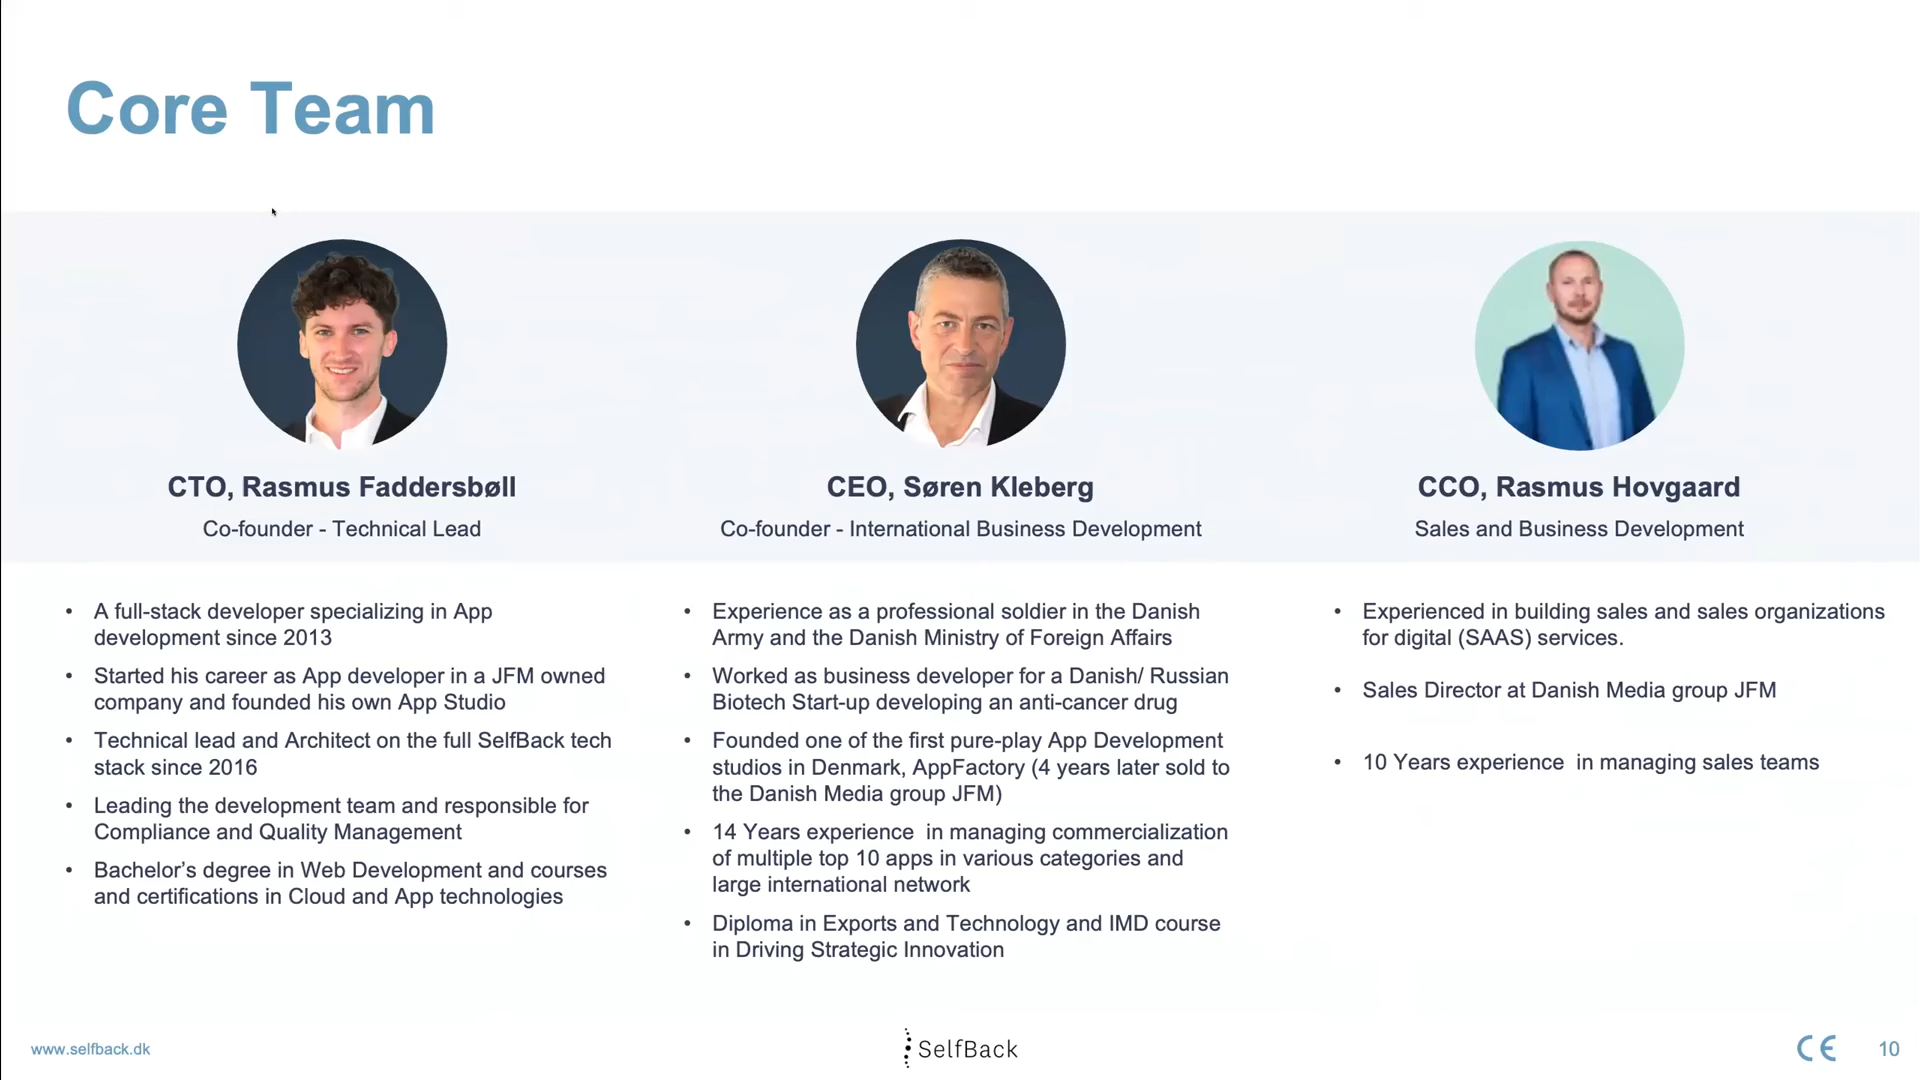 Core Team
CTO, Rasmus Faddersbøll
Co-founder - Technical Lead
• A full-stack developer specializing in App
development since 2013
• Started his career as App developer in a JFM owned
company and founded his own App Studio
• Technical lead and Architect on the full SelfBack tech
stack since 2016
• Leading the development team and responsible for
Compliance and Quality Management
• Bachelor’s degree in Web Development and courses
and certifications in Cloud and App technologies
CEO, Søren Kleberg
Co-founder - International Business Development
• Experience as a professional soldier in the Danish
Army and the Danish Ministry of Foreign Affairs
• Worked as business developer for a Danish/ Russian
Biotech Start-up developing an anti-cancer drug
• Founded one of the first pure-play App Development
studios in Denmark, AppFactory (4 years later sold to
the Danish Media group JFM)
• 14 Years experience  in managing commercialization
of multiple top 10 apps in various categories and
large international network
• Diploma in Exports and Technology and IMD course
in Driving Strategic Innovation
CCO, Rasmus Hovgaard
Sales and Business Development
• Experienced in building sales and sales organizations
for digital (SAAS) services.
• Sales Director at Danish Media group JFM
• 10 Years experience  in managing sales teams
www.selfback.dk
SelfBack
CE
10